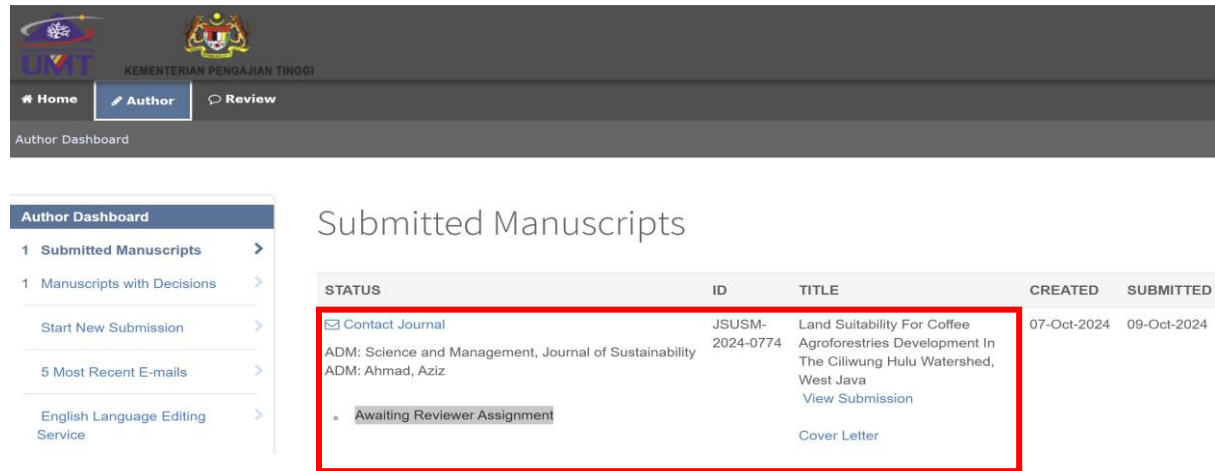 UMT
KEMENTERIAN PENGAJIAN TINGGI
Home Author Review
Author Dashboard
Author Dashboard
1 Submitted Manuscripts
1 Manuscripts with Decisions
Start New Submission
5 Most Recent E-mails
English Language Editing
Service
Submitted Manuscripts
STATUS ID TITLE CREATED SUBMITTED
Contact Journal JSUSM- Land Suitability For Coffee 07-Oct-2024 09-Oct-2024
2024-0774 Agroforestries Development In
ADM: Science and Management, Journal of Sustainability The Ciliwung Hulu Watershed,
ADM: Ahmad, Aziz West Java
View Submission
Awaiting Reviewer Assignment
Cover Letter